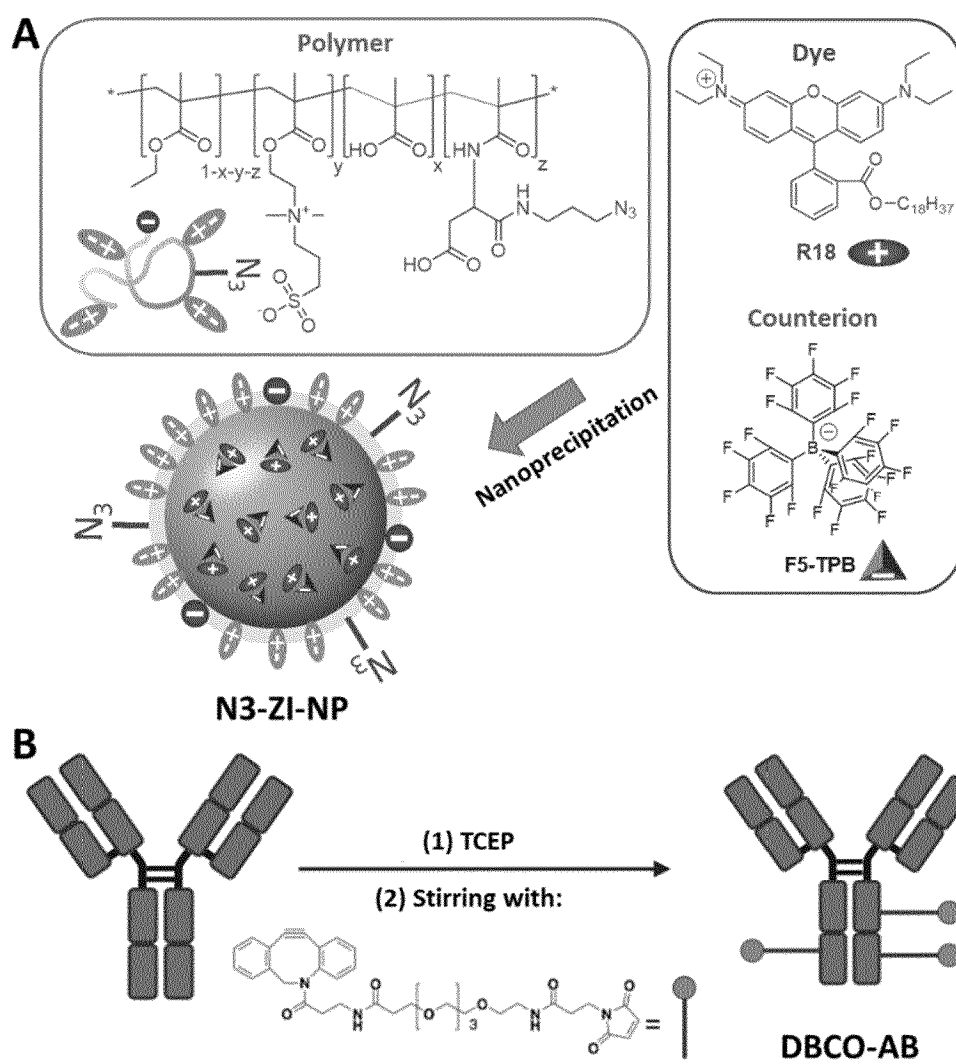 A
Polymer
*
*
O
O
O
O
HO
O
HN
O
1-x-y-z
y
x
z
N+
HO
O
O
N
H
N3
-O
S
O
O
N3
Dye
N
O
N
O
O
C18H37
R18
Counterion
F
F
F
F
F
F
F
F
F
F
B
F
F
F
F
F
F
F
F
F
F
F5-TPB
Nanoprecipitation
N3
N3
N3
N3-ZI-NP
B
(1) TCEP
(2) Stirring with:
N
O
N
H
O
O
3
O
N
H
O
N
O
O
=
DBCO-AB